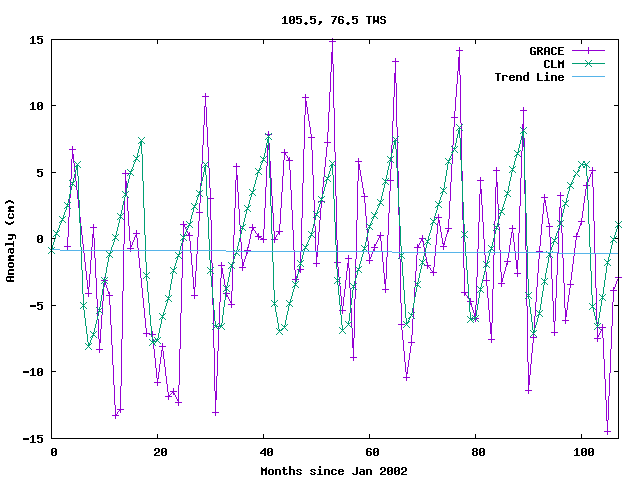 105.5, 76.5 TWS
GRACE
CLM
Trend Line
15
10
5
0
-5
-10
-15
Anomaly (cm)
0 20 40 60 80 100
Months since Jan 2002